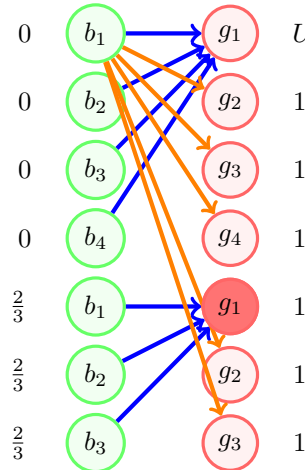 0 b₁ g₁ U
0 b₂ g₂ 1
0 b₃ g₃ 1
0 b₄ g₄ 1
2/3 b₁ g₁ 1
2/3 b₂ g₂ 1
2/3 b₃ g₃ 1